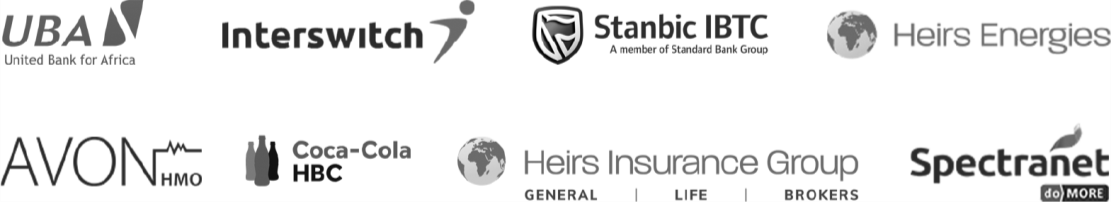 UBA
United Bank for Africa
Interswitch
Stanbic IBTC
A member of Standard Bank Group
Heirs Energies
AVON HMO
Coca-Cola
HBC
Heirs Insurance Group
GENERAL | LIFE | BROKERS
Spectranet
do MORE